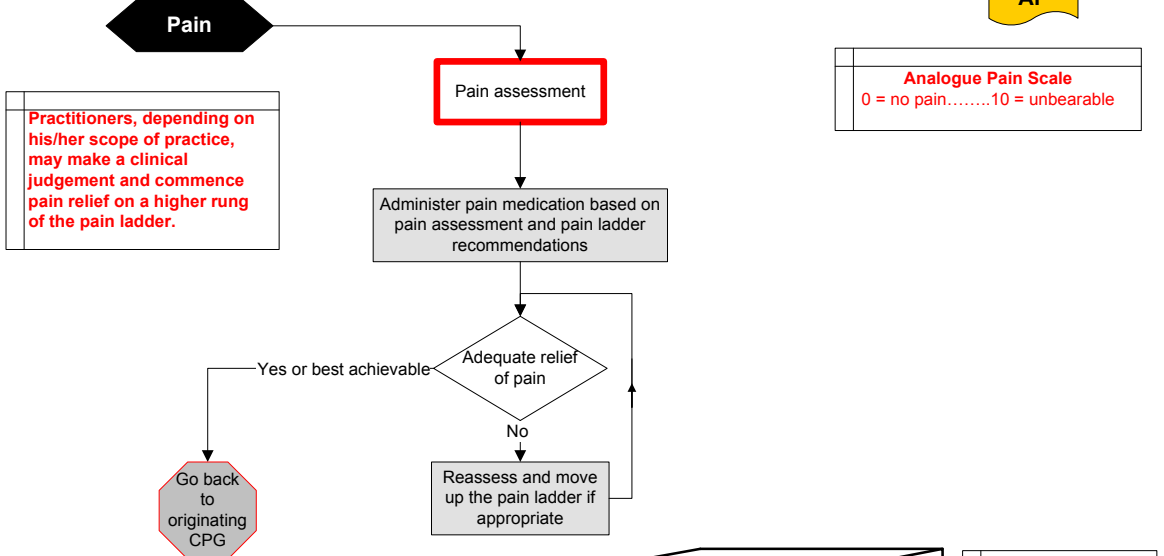 Pain
Pain assessment
Analogue Pain Scale
0 = no pain……..10 = unbearable
Practitioners, depending on
his/her scope of practice,
may make a clinical
judgement and commence
pain relief on a higher rung
of the pain ladder.
Administer pain medication based on
pain assessment and pain ladder
recommendations
Adequate relief
of pain
Yes or best achievable
No
Go back
to
originating
CPG
Reassess and move
up the pain ladder if
appropriate